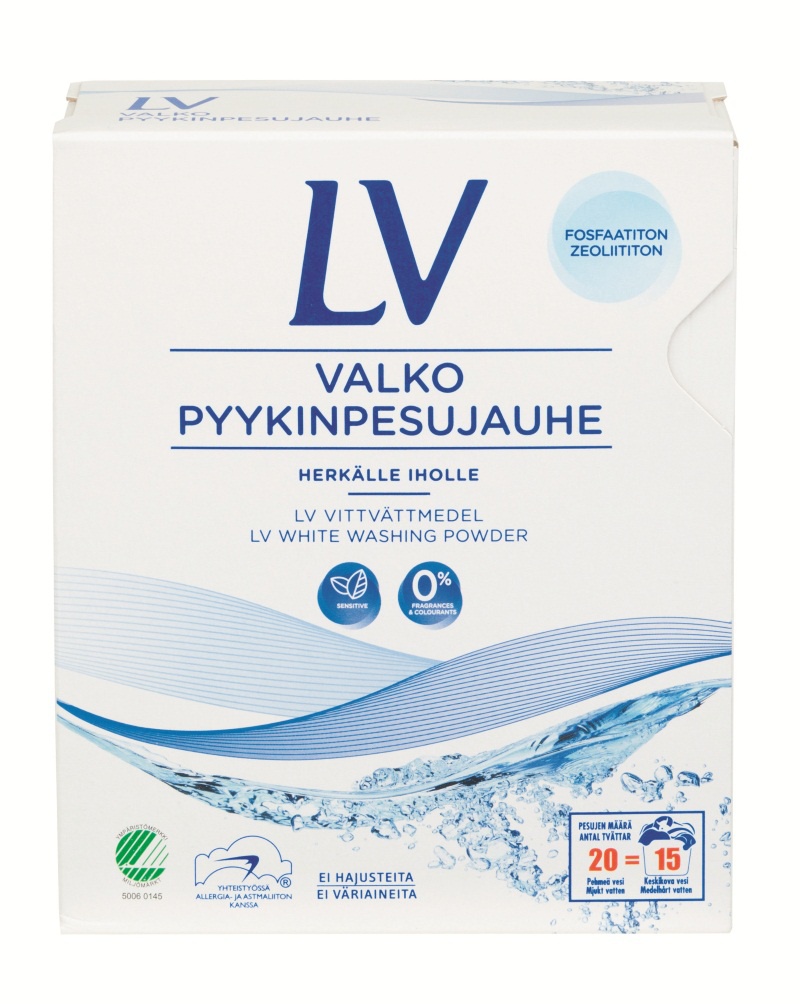 LV
VALKO
PYYKINPESUJAUHE
LV
FOSFAATITON
ZEOLIITITON
VALKO
PYYKINPESUJAUHE
HERKÄLLE IHOLLE
LV VITTVÄTTMEDEL
LV WHITE WASHING POWDER
SENSITIVE
0%
FRAGRANCES
& COLOURANTS
YMPÄRISTÖMERKKI
MILJÖMÄRKT
5006 0145
YHTEISTYÖSSÄ
ALLERGIA- JA ASTMALIITON
KANSSA
®
EI HAJUSTEITA
EI VÄRIAINEITA
PESUJEN MÄÄRÄ
ANTAL TVÄTTAR
20 = 15
Pehmeä vesi
Mjukt vatten
Keskikova vesi
Medelhårt vatten